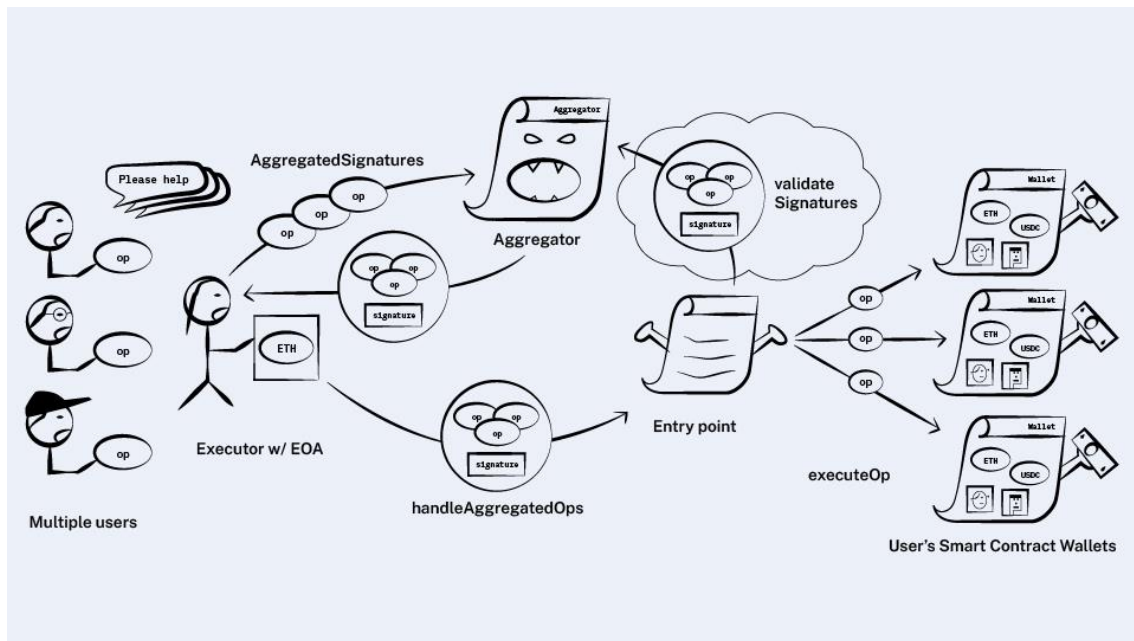 Please help
op
op
op
Multiple users
AggregatedSignatures
op
op
op
Executor w/ EOA
ETH
op
op
op
signature
Aggregator
Aggregator
handleAggregatedOps
op
op
op
signature
validate
Signatures
op
op
op
signature
Entry point
op
op
op
executeOp
Wallet
ETH
USDC
Wallet
ETH
USDC
Wallet
ETH
USDC
User's Smart Contract Wallets